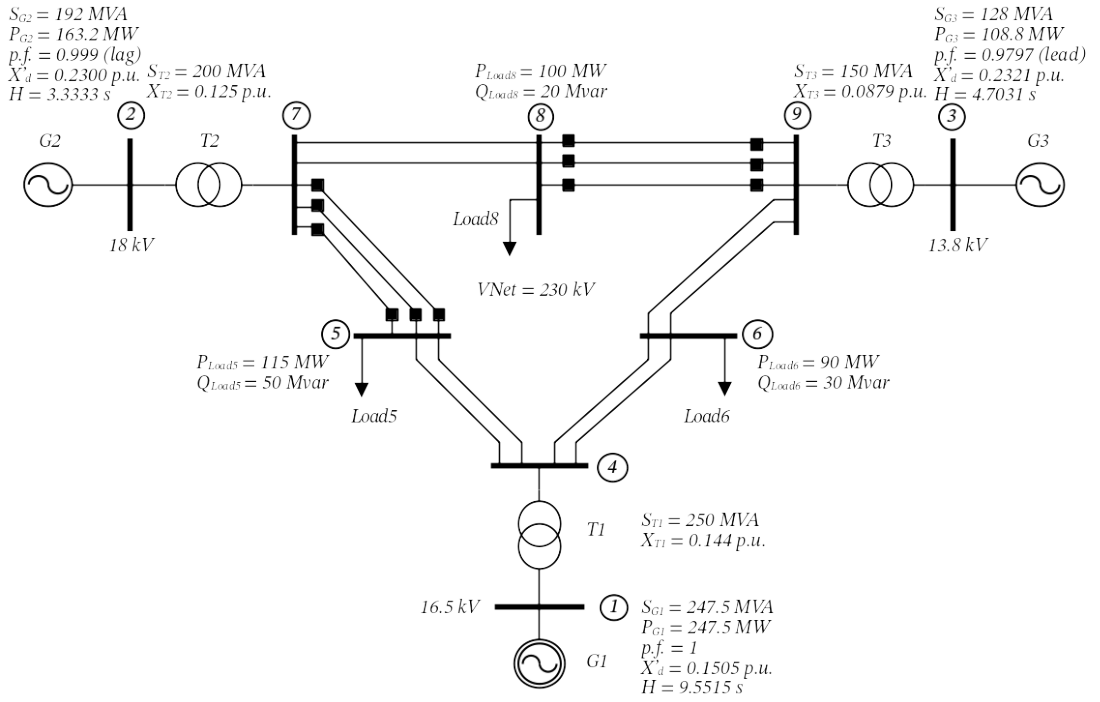 S_G2 = 192 MVA
P_G2 = 163.2 MW
p.f. = 0.999 (lag)
X'_d = 0.2300 p.u.
H = 3.3333 s
S_T2 = 200 MVA
X_T2 = 0.125 p.u.
P_Load8 = 100 MW
Q_Load8 = 20 Mvar
S_T3 = 150 MVA
X_T3 = 0.0879 p.u.
S_G3 = 128 MVA
P_G3 = 108.8 MW
p.f. = 0.9797 (lead)
X'_d = 0.2321 p.u.
H = 4.7031 s
2
7
8
9
3
G2
T2
T3
G3
Load8
18 kV
13.8 kV
VNet = 230 kV
5
6
P_Load5 = 115 MW
Q_Load5 = 50 Mvar
P_Load6 = 90 MW
Q_Load6 = 30 Mvar
Load5
Load6
4
T1
S_T1 = 250 MVA
X_T1 = 0.144 p.u.
16.5 kV
1
S_G1 = 247.5 MVA
P_G1 = 247.5 MW
p.f. = 1
X'_d = 0.1505 p.u.
H = 9.5515 s
G1